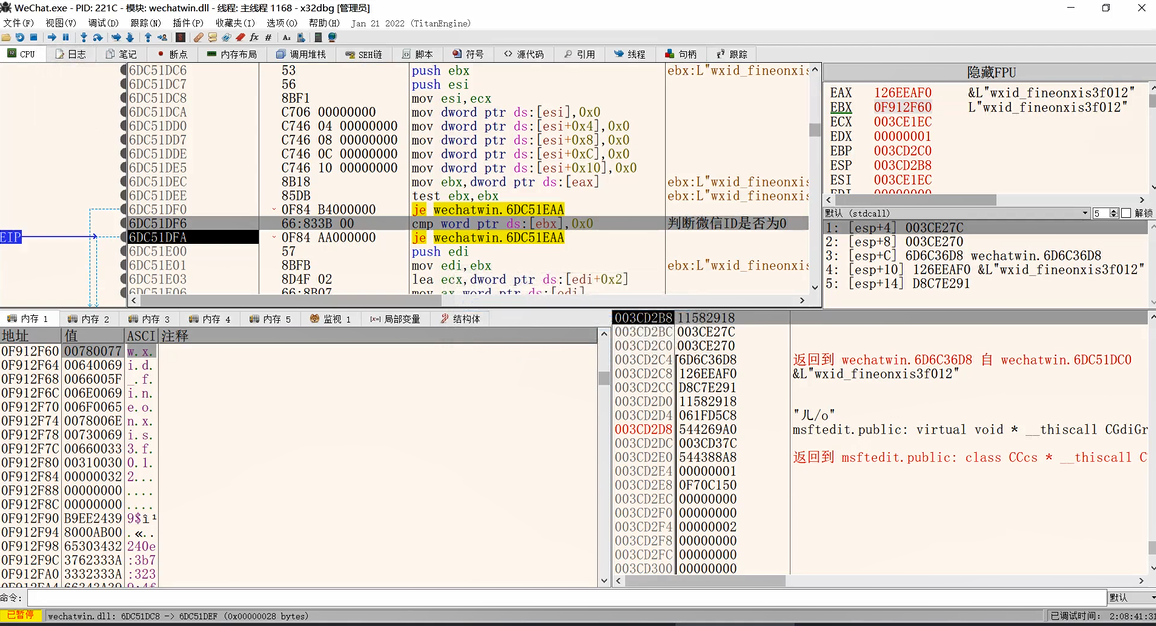 WeChat.exe - PID: 221C - 模块: wechatwin.dll - 线程: 主线程 1168 - x32dbg [管理员]
文件(F) 视图(V) 调试(D) 跟踪(N) 插件(P) 收藏夹(I) 选项(O) 帮助(H) Jan 21 2022 (TitanEngine)
CPU 日志 笔记 断点 内存布局 调用堆栈 SEH链 脚本 符号 源代码 引用 线程 句柄 跟踪
6DC51DC6 53 push ebx ebx:L"wxid_fineonxis
6DC51DC7 56 push esi
6DC51DC8 8BF1 mov esi,ecx
6DC51DCA C706 00000000 mov dword ptr ds:[esi],0x0
6DC51DD0 C746 04 00000000 mov dword ptr ds:[esi+0x4],0x0
6DC51DD7 C746 08 00000000 mov dword ptr ds:[esi+0x8],0x0
6DC51DDE C746 0C 00000000 mov dword ptr ds:[esi+0xC],0x0
6DC51DE5 C746 10 00000000 mov dword ptr ds:[esi+0x10],0x0
6DC51DEC 8B18 mov ebx,dword ptr ds:[eax] ebx:L"wxid_fineonxis
6DC51DEE 85DB test ebx,ebx ebx:L"wxid_fineonxis
6DC51DF0 0F84 B4000000 je wechatwin.6DC51EAA
6DC51DF6 66:833B 00 cmp word ptr ds:[ebx],0x0 判断微信ID是否为0
EIP 6DC51DFA 0F84 AA000000 je wechatwin.6DC51EAA
6DC51E00 57 push edi
6DC51E01 8BFB mov edi,ebx ebx:L"wxid_fineonxis
6DC51E03 8D4F 02 lea ecx,dword ptr ds:[edi+0x2]
6DC51E06 66:8B07 mov ax,word ptr ds:[edi]
隐藏FPU
EAX 126EEAF0 &L"wxid_fineonxis3f012"
EBX 0F912F60 L"wxid_fineonxis3f012"
ECX 003CE1EC
EDX 00000001
EBP 003CD2C0
ESP 003CD2B8
ESI 003CE1EC
EDI 00000000
默认 (stdcall) 5 解锁
1: [esp+4] 003CE27C
2: [esp+8] 003CE270
3: [esp+C] 6D6C36D8 wechatwin.6D6C36D8
4: [esp+10] 126EEAF0 &L"wxid_fineonxis3f012"
5: [esp+14] D8C7E291
内存 1 内存 2 内存 3 内存 4 内存 5 监视 1 局部变量 结构体
地址 值 ASCI 注释
0F912F60 00780077 w.x.
0F912F64 00640069 i.d.
0F912F68 0066005F _.f.
0F912F6C 006E0069 i.n.
0F912F70 006F0065 e.o.
0F912F74 0078006E n.x.
0F912F78 00730069 i.s.
0F912F7C 00660033 3.f.
0F912F80 00310030 0.1.
0F912F84 00000032 2...
0F912F88 00000000 ....
0F912F8C 00000000 ....
0F912F90 B9EE2439 9$î¹
0F912F94 8000AB00 .«..
0F912F98 65303432 240e
0F912F9C 3762333A :3b7
0F912FA0 3332333A :323
003CD2B8 11582918
003CD2BC 003CE27C
003CD2C0 003CE270
003CD2C4 6D6C36D8 返回到 wechatwin.6D6C36D8 自 wechatwin.6DC51DC0
003CD2C8 126EEAF0 &L"wxid_fineonxis3f012"
003CD2CC D8C7E291
003CD2D0 11582918
003CD2D4 061FD5C8 "儿/o"
003CD2D8 544269A0 msftedit.public: virtual void * __thiscall CGdiGr
003CD2DC 003CD37C
003CD2E0 544388A8 返回到 msftedit.public: class CCcs * __thiscall C
003CD2E4 00000001
003CD2E8 0F70C150
003CD2EC 00000000
003CD2F0 00000000
003CD2F4 00000002
003CD2F8 00000000
003CD2FC 00000000
003CD300 00000000
命令: 默认
已暂停 wechatwin.dll: 6DC51DC8 -> 6DC51DEF (0x00000028 bytes) 已调试时间: 2:08:41:31